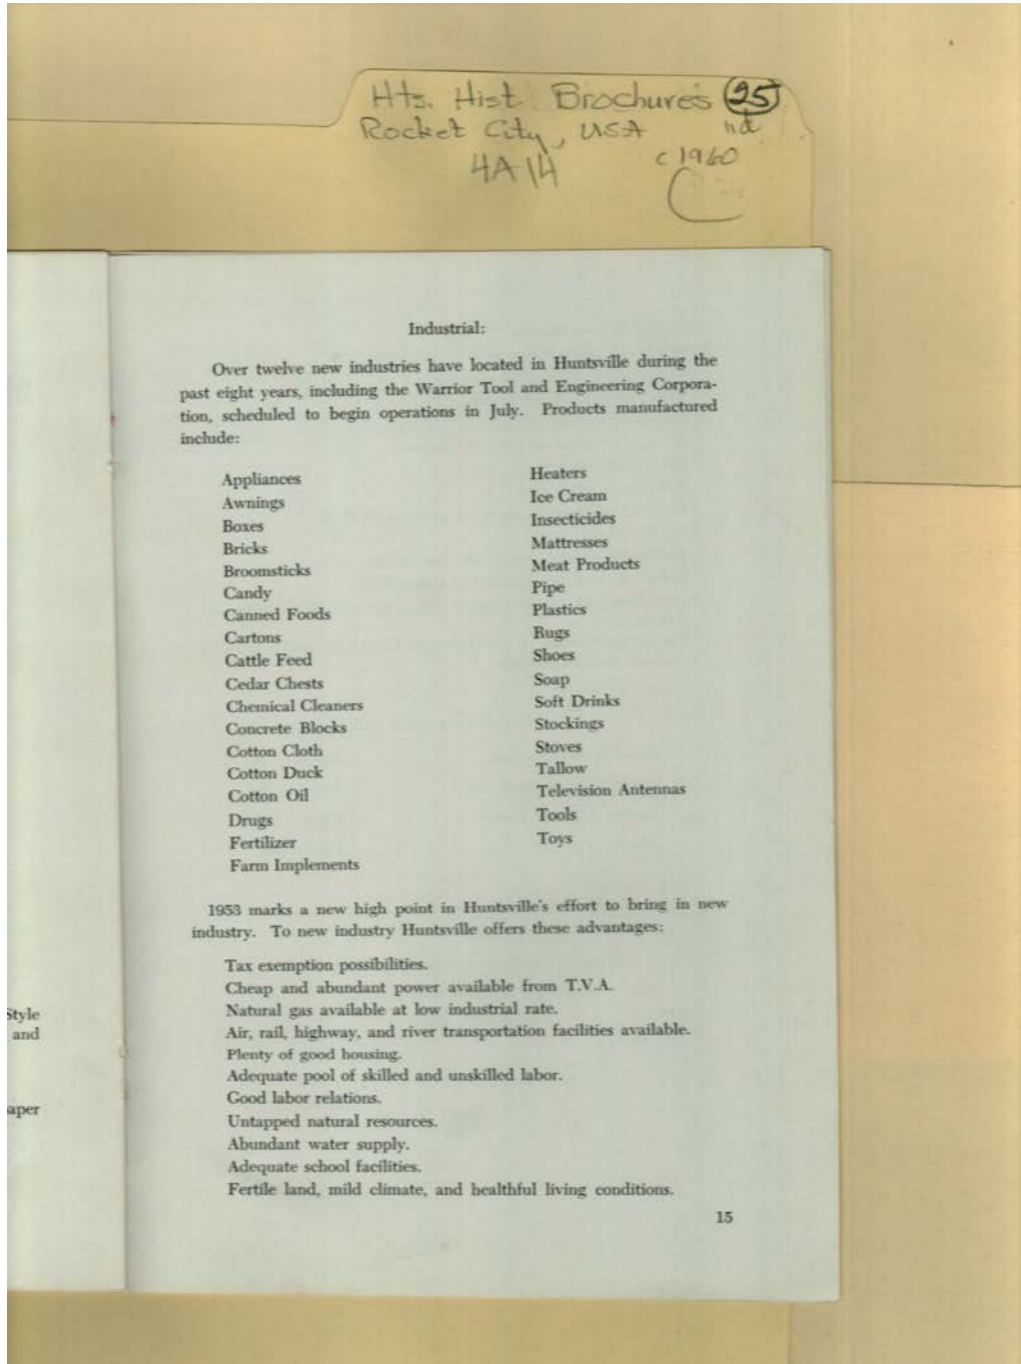 Hts. Hist. Brochures 25
Rocket City, USA nd
4A14 c1960
Industrial:
Over twelve new industries have located in Huntsville during the
past eight years, including the Warrior Tool and Engineering Corpora-
tion, scheduled to begin operations in July. Products manufactured
include:
Appliances
Awnings
Boxes
Bricks
Broomsticks
Candy
Canned Foods
Cartons
Cattle Feed
Cedar Chests
Chemical Cleaners
Concrete Blocks
Cotton Cloth
Cotton Duck
Cotton Oil
Drugs
Fertilizer
Farm Implements
Heaters
Ice Cream
Insecticides
Mattresses
Meat Products
Pipe
Plastics
Rugs
Shoes
Soap
Soft Drinks
Stockings
Stoves
Tallow
Television Antennas
Tools
Toys
1953 marks a new high point in Huntsville's effort to bring in new
industry. To new industry Huntsville offers these advantages:
Tax exemption possibilities.
Cheap and abundant power available from T.V.A.
Natural gas available at low industrial rate.
Air, rail, highway, and river transportation facilities available.
Plenty of good housing.
Adequate pool of skilled and unskilled labor.
Good labor relations.
Untapped natural resources.
Abundant water supply.
Adequate school facilities.
Fertile land, mild climate, and healthful living conditions.
15
Style
and
aper